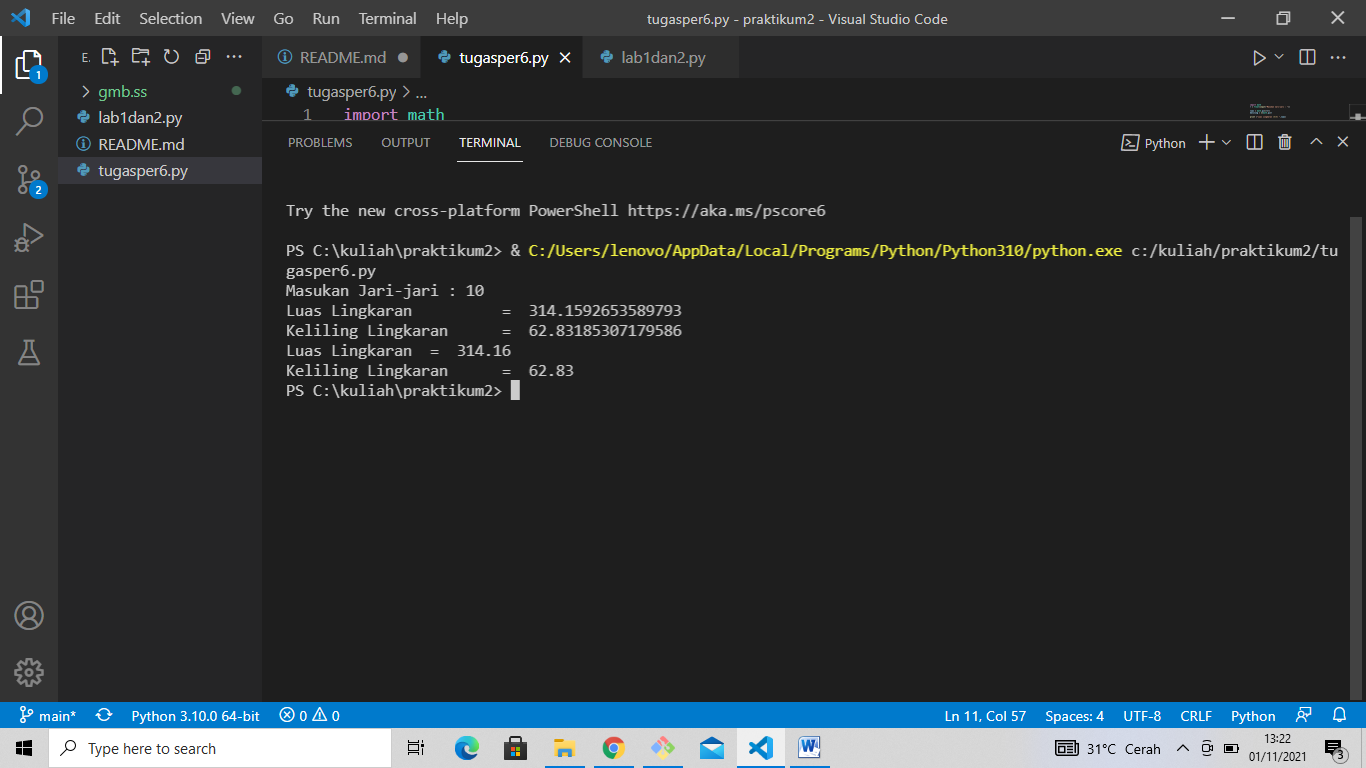 File Edit Selection View Go Run Terminal Help tugasper6.py - praktikum2 - Visual Studio Code
E.
README.md tugasper6.py lab1dan2.py
gmb.ss
lab1dan2.py
README.md
tugasper6.py
tugasper6.py > ...
1 import math
PROBLEMS OUTPUT TERMINAL DEBUG CONSOLE Python
Try the new cross-platform PowerShell https://aka.ms/pscore6
PS C:\kuliah\praktikum2> & C:/Users/lenovo/AppData/Local/Programs/Python/Python310/python.exe c:/kuliah/praktikum2/tu
gasper6.py
Masukan Jari-jari : 10
Luas Lingkaran = 314.1592653589793
Keliling Lingkaran = 62.83185307179586
Luas Lingkaran = 314.16
Keliling Lingkaran = 62.83
PS C:\kuliah\praktikum2>
1
2
main* Python 3.10.0 64-bit 0 0 Ln 11, Col 57 Spaces: 4 UTF-8 CRLF Python
Type here to search 31°C Cerah 13:22
01/11/2021 3